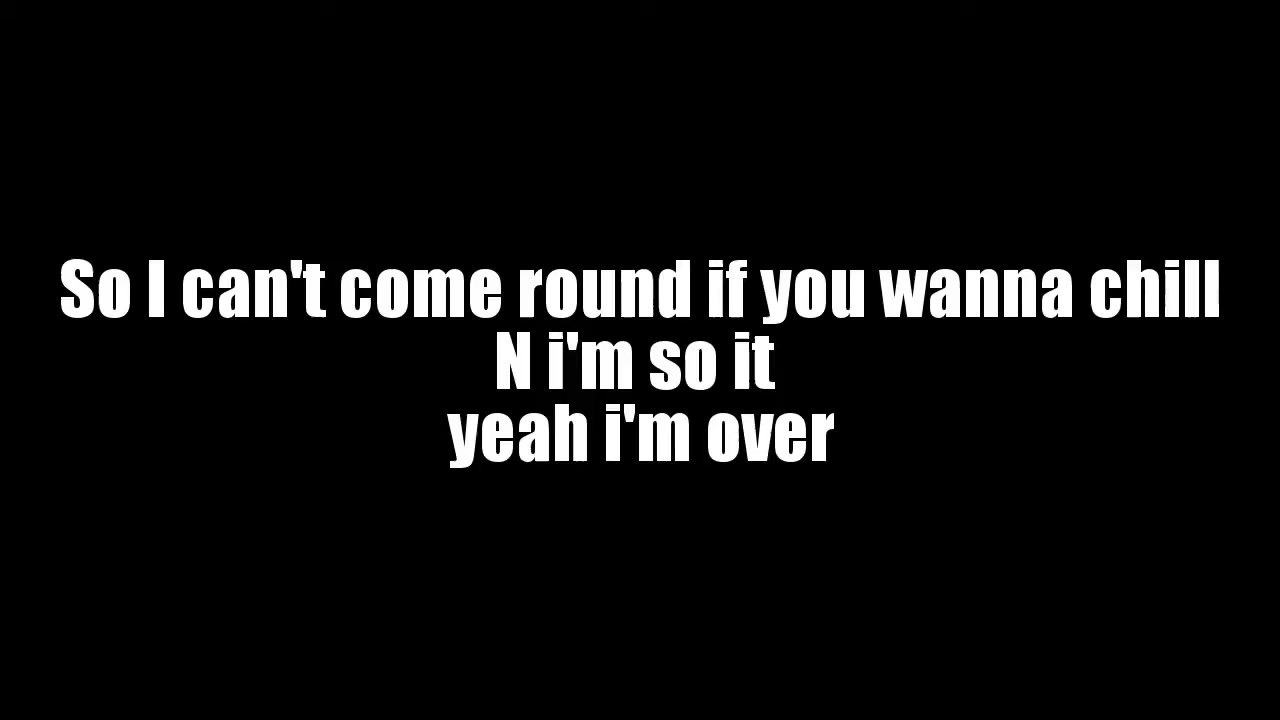 So I can't come round if you wanna chill
N i'm so it
yeah i'm over